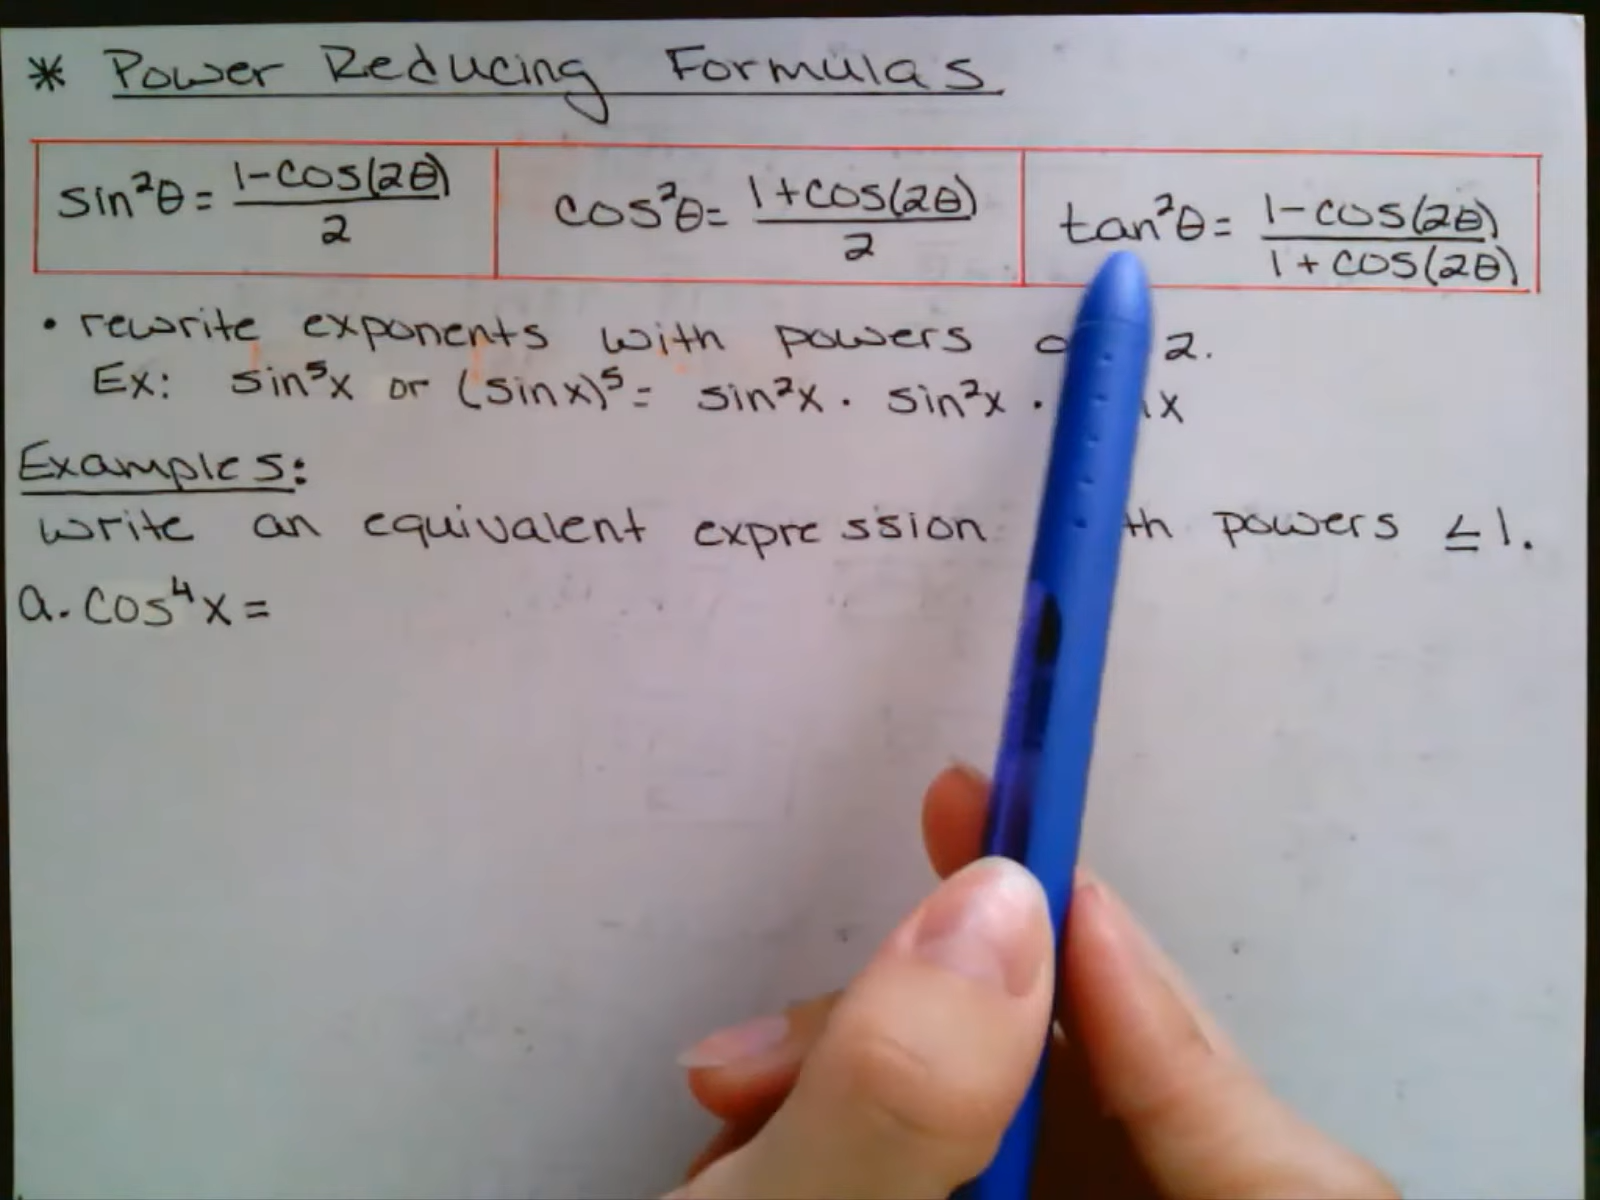 * Power Reducing Formulas
sin²θ = (1-cos(2θ))/2 cos²θ = (1+cos(2θ))/2 tan²θ = (1-cos(2θ))/(1+cos(2θ))
• rewrite exponents with powers 2.
Ex: sin⁵x or (sinx)⁵ = sin²x · sin²x · x
Examples:
write an equivalent expression powers ≤ 1.
a. cos⁴x =